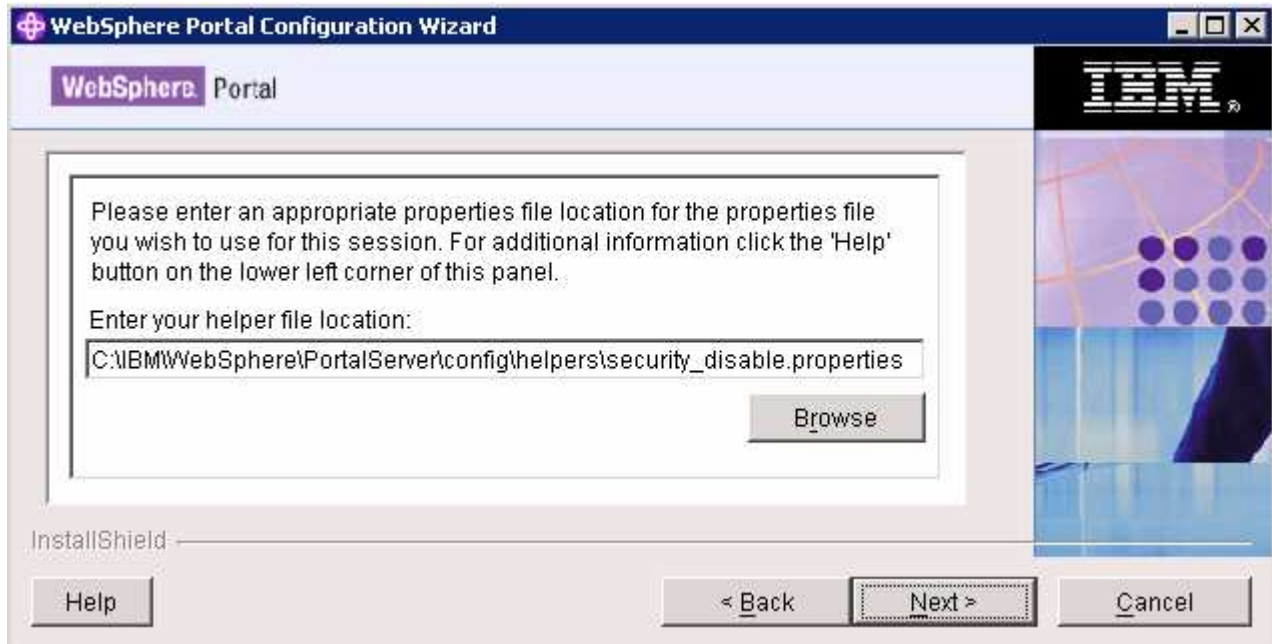 WebSphere Portal Configuration Wizard
WebSphere. Portal
IBM®
Please enter an appropriate properties file location for the properties file
you wish to use for this session. For additional information click the 'Help'
button on the lower left corner of this panel.
Enter your helper file location:
C:\IBM\WebSphere\PortalServer\config\helpers\security_disable.properties
Browse
InstallShield
Help
< Back
Next >
Cancel